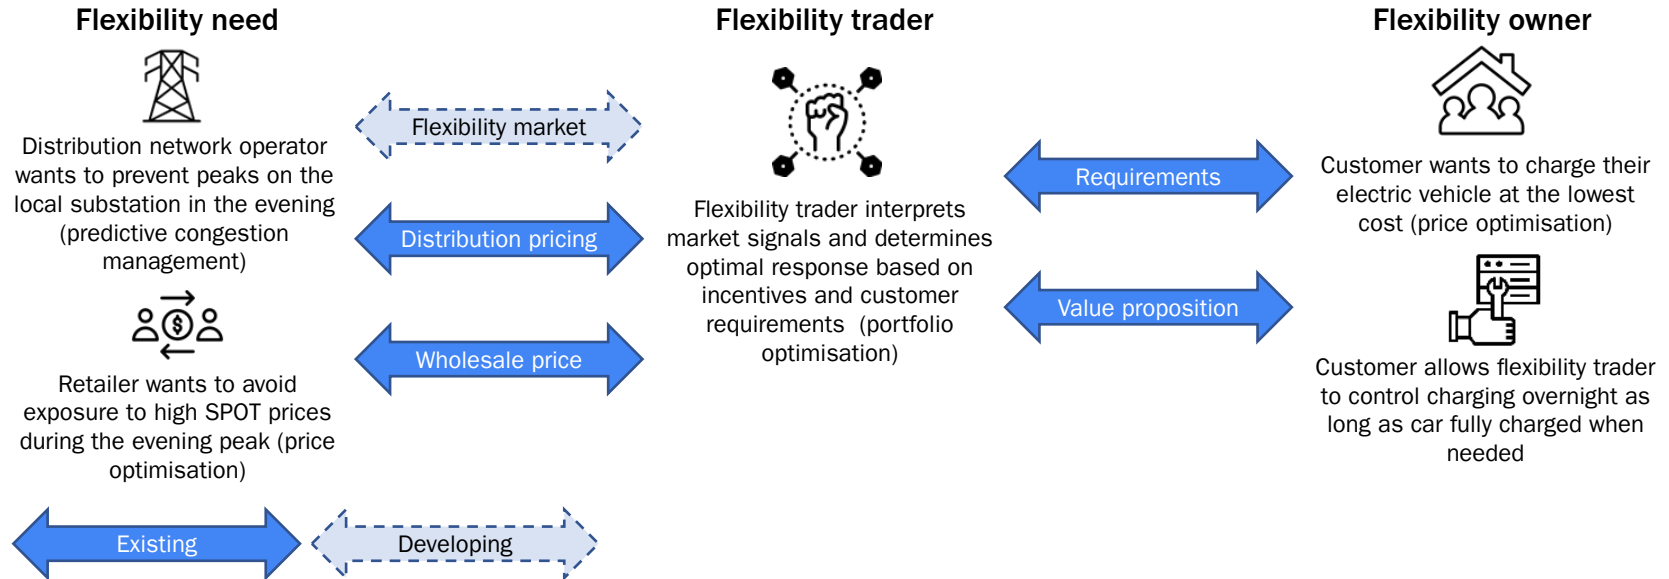 Flexibility need
Distribution network operator
wants to prevent peaks on the
local substation in the evening
(predictive congestion
management)
Retailer wants to avoid
exposure to high SPOT prices
during the evening peak (price
optimisation)
Flexibility market
Distribution pricing
Wholesale price
Flexibility trader
Flexibility trader interprets
market signals and determines
optimal response based on
incentives and customer
requirements (portfolio
optimisation)
Requirements
Value proposition
Flexibility owner
Customer wants to charge their
electric vehicle at the lowest
cost (price optimisation)
Customer allows flexibility trader
to control charging overnight as
long as car fully charged when
needed
Existing
Developing